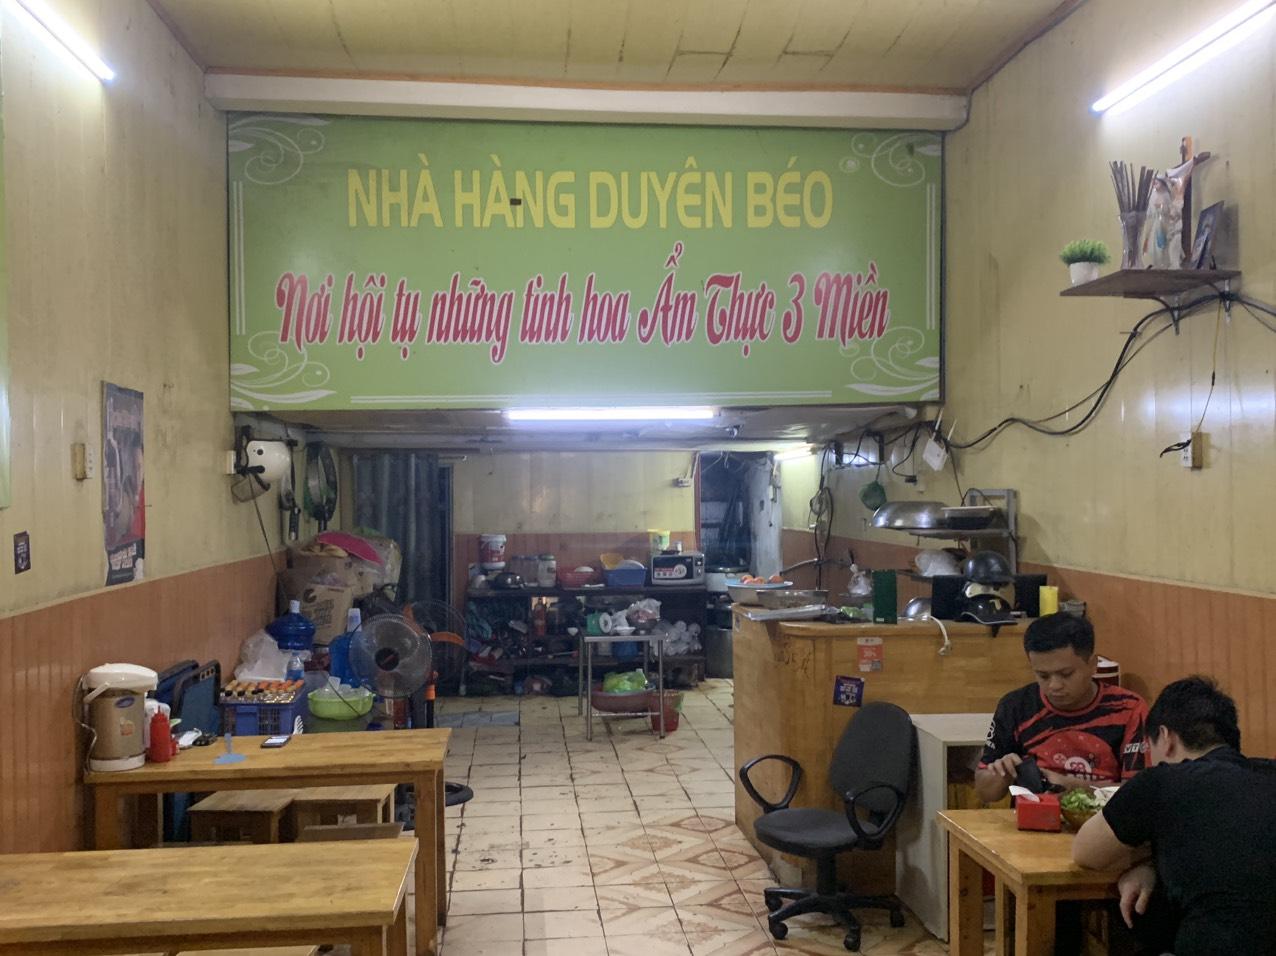 NHÀ HÀNG DUYÊN BÉO
Nơi hội tụ những tinh hoa Ẩm Thực 3 Miền